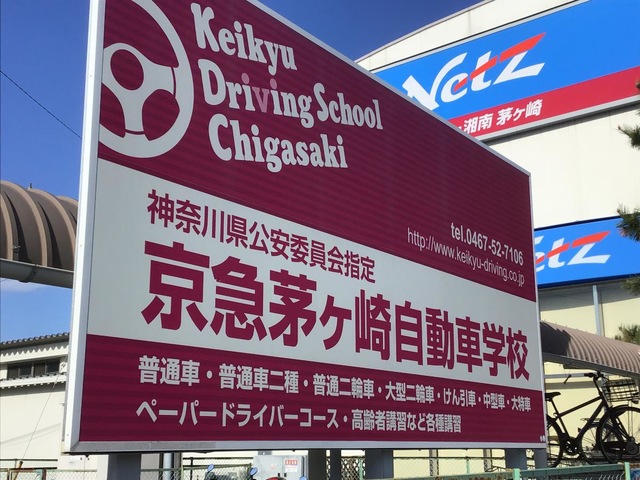 Keikyu
Driving School
Chigasaki
tel.0467-52-7106
http://www.keikyu-driving.co.jp
神奈川県公安委員会指定
京急茅ヶ崎自動車学校
普通車・普通車二種・普通二輪車・大型二輪車・けん引車・中型車・大特車
ペーパードライバーコース・高齢者講習など各種講習
Netz
湘南 茅ヶ崎
etz